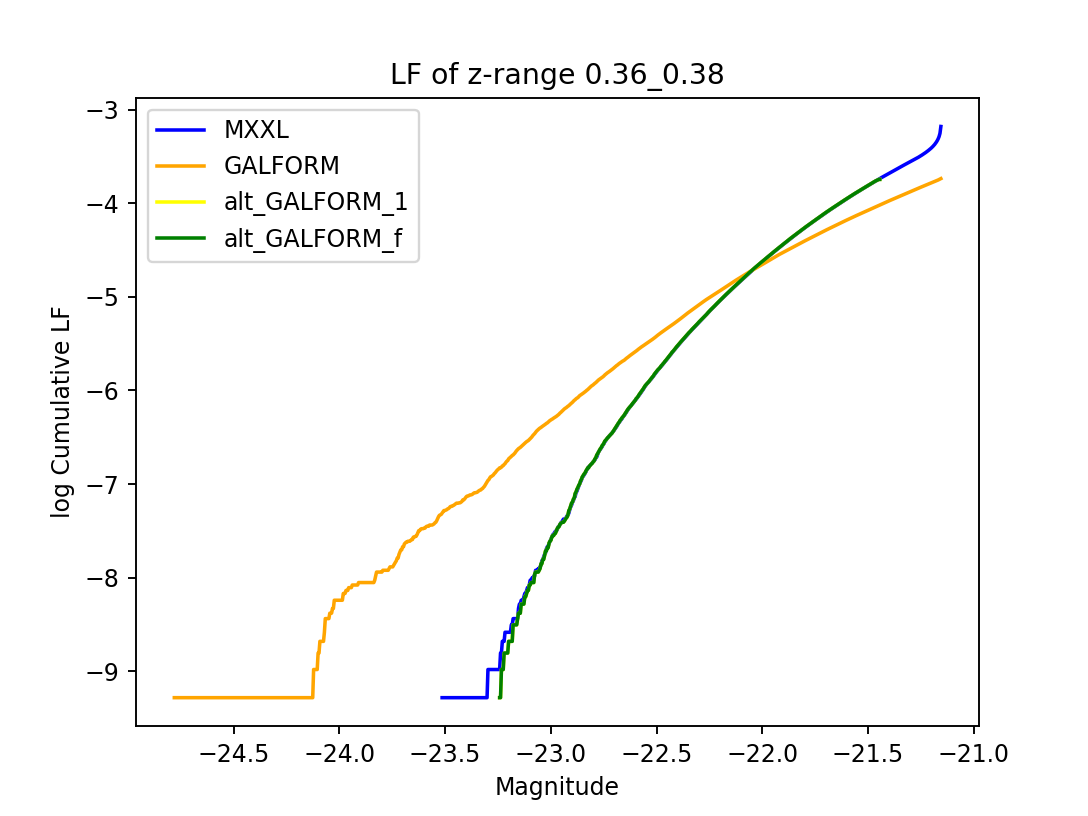 LF of z-range 0.36_0.38
−3
−4
−5
−6
−7
−8
−9
log Cumulative LF
MXXL
GALFORM
alt_GALFORM_1
alt_GALFORM_f
−24.5 −24.0 −23.5 −23.0 −22.5 −22.0 −21.5 −21.0
Magnitude